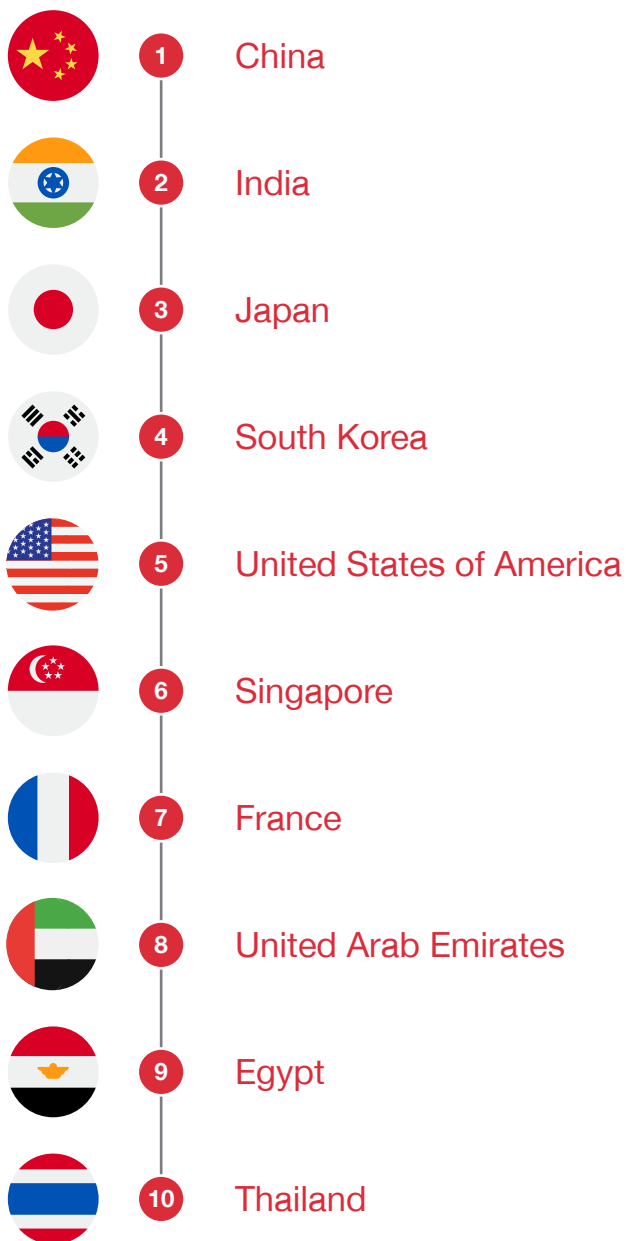 1 China
2 India
3 Japan
4 South Korea
5 United States of America
6 Singapore
7 France
8 United Arab Emirates
9 Egypt
10 Thailand